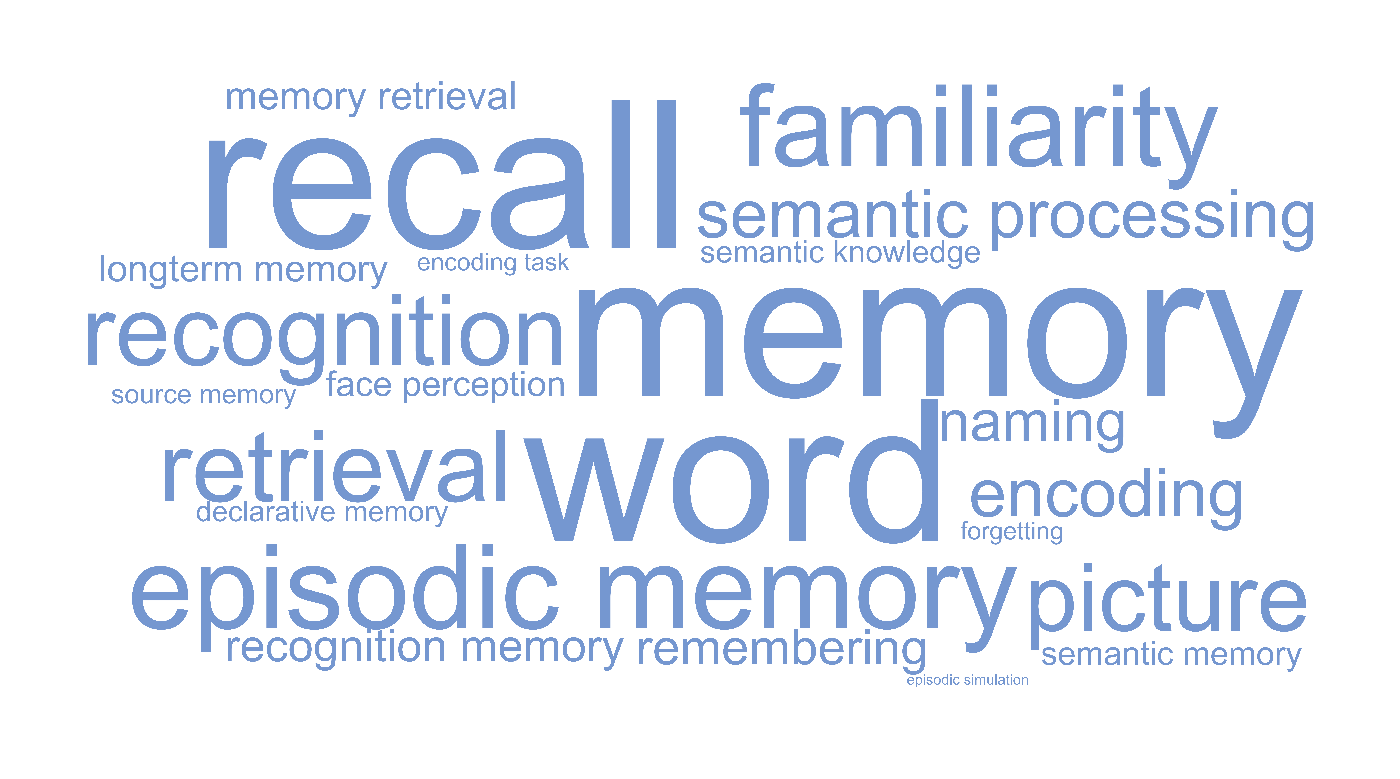 memory retrieval
recall
familiarity
semantic processing
semantic knowledge
longterm memory
encoding task
recognition
memory
source memory
face perception
word
naming
retrieval
declarative memory
encoding
forgetting
episodic memory
picture
recognition memory
remembering
semantic memory
episodic simulation